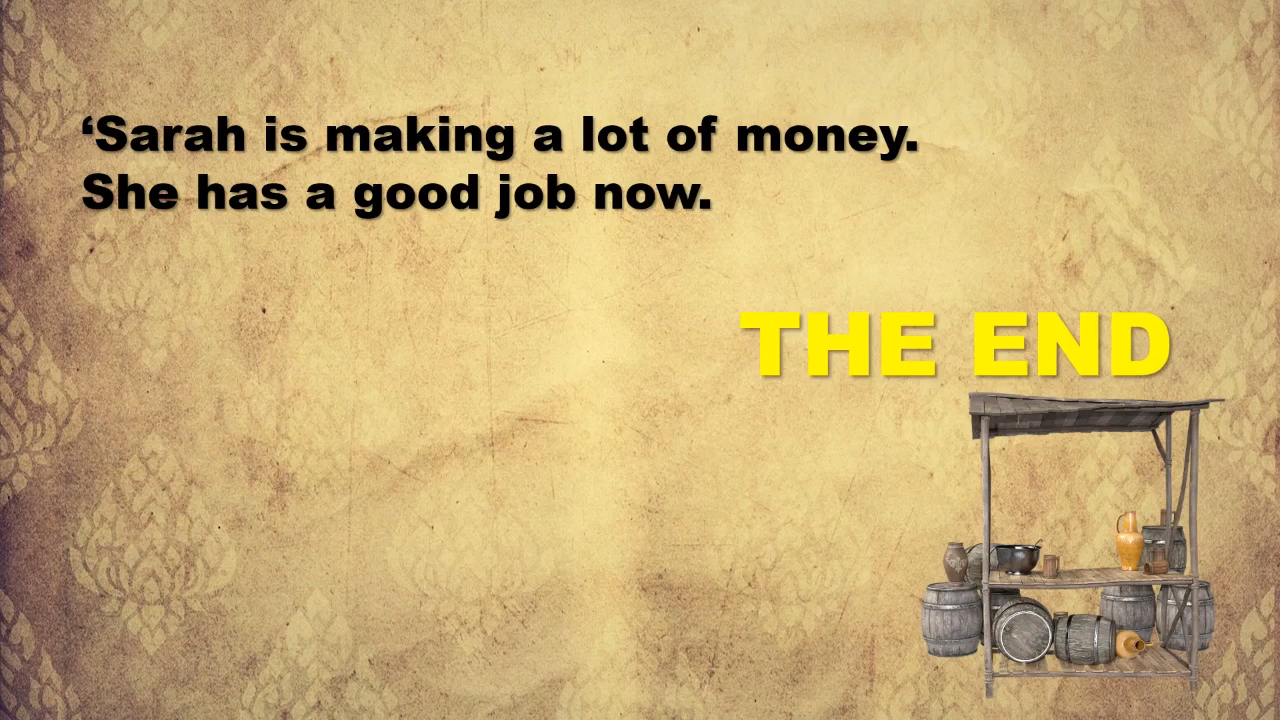 ‘Sarah is making a lot of money.
She has a good job now.
THE END